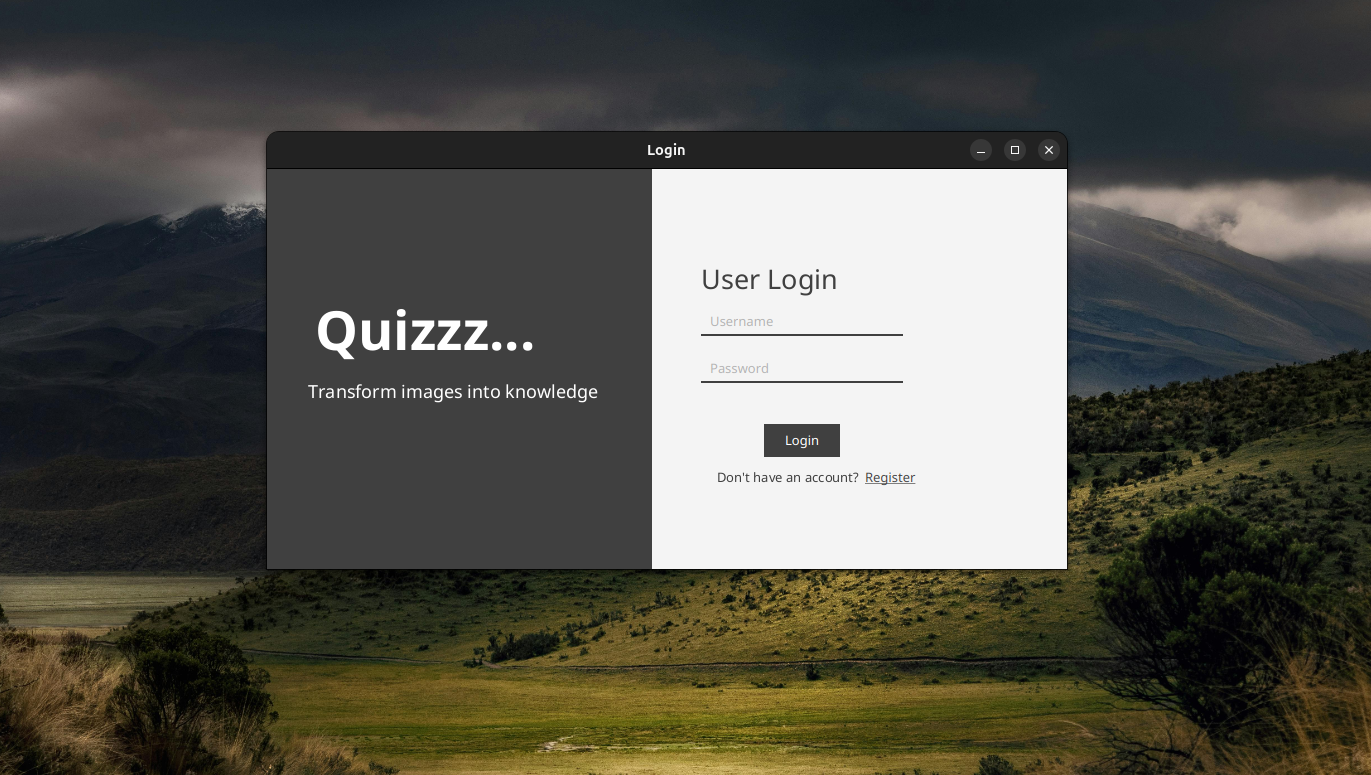 Login
Quizzz...
Transform images into knowledge
User Login
Username
Password
Login
Don't have an account? Register